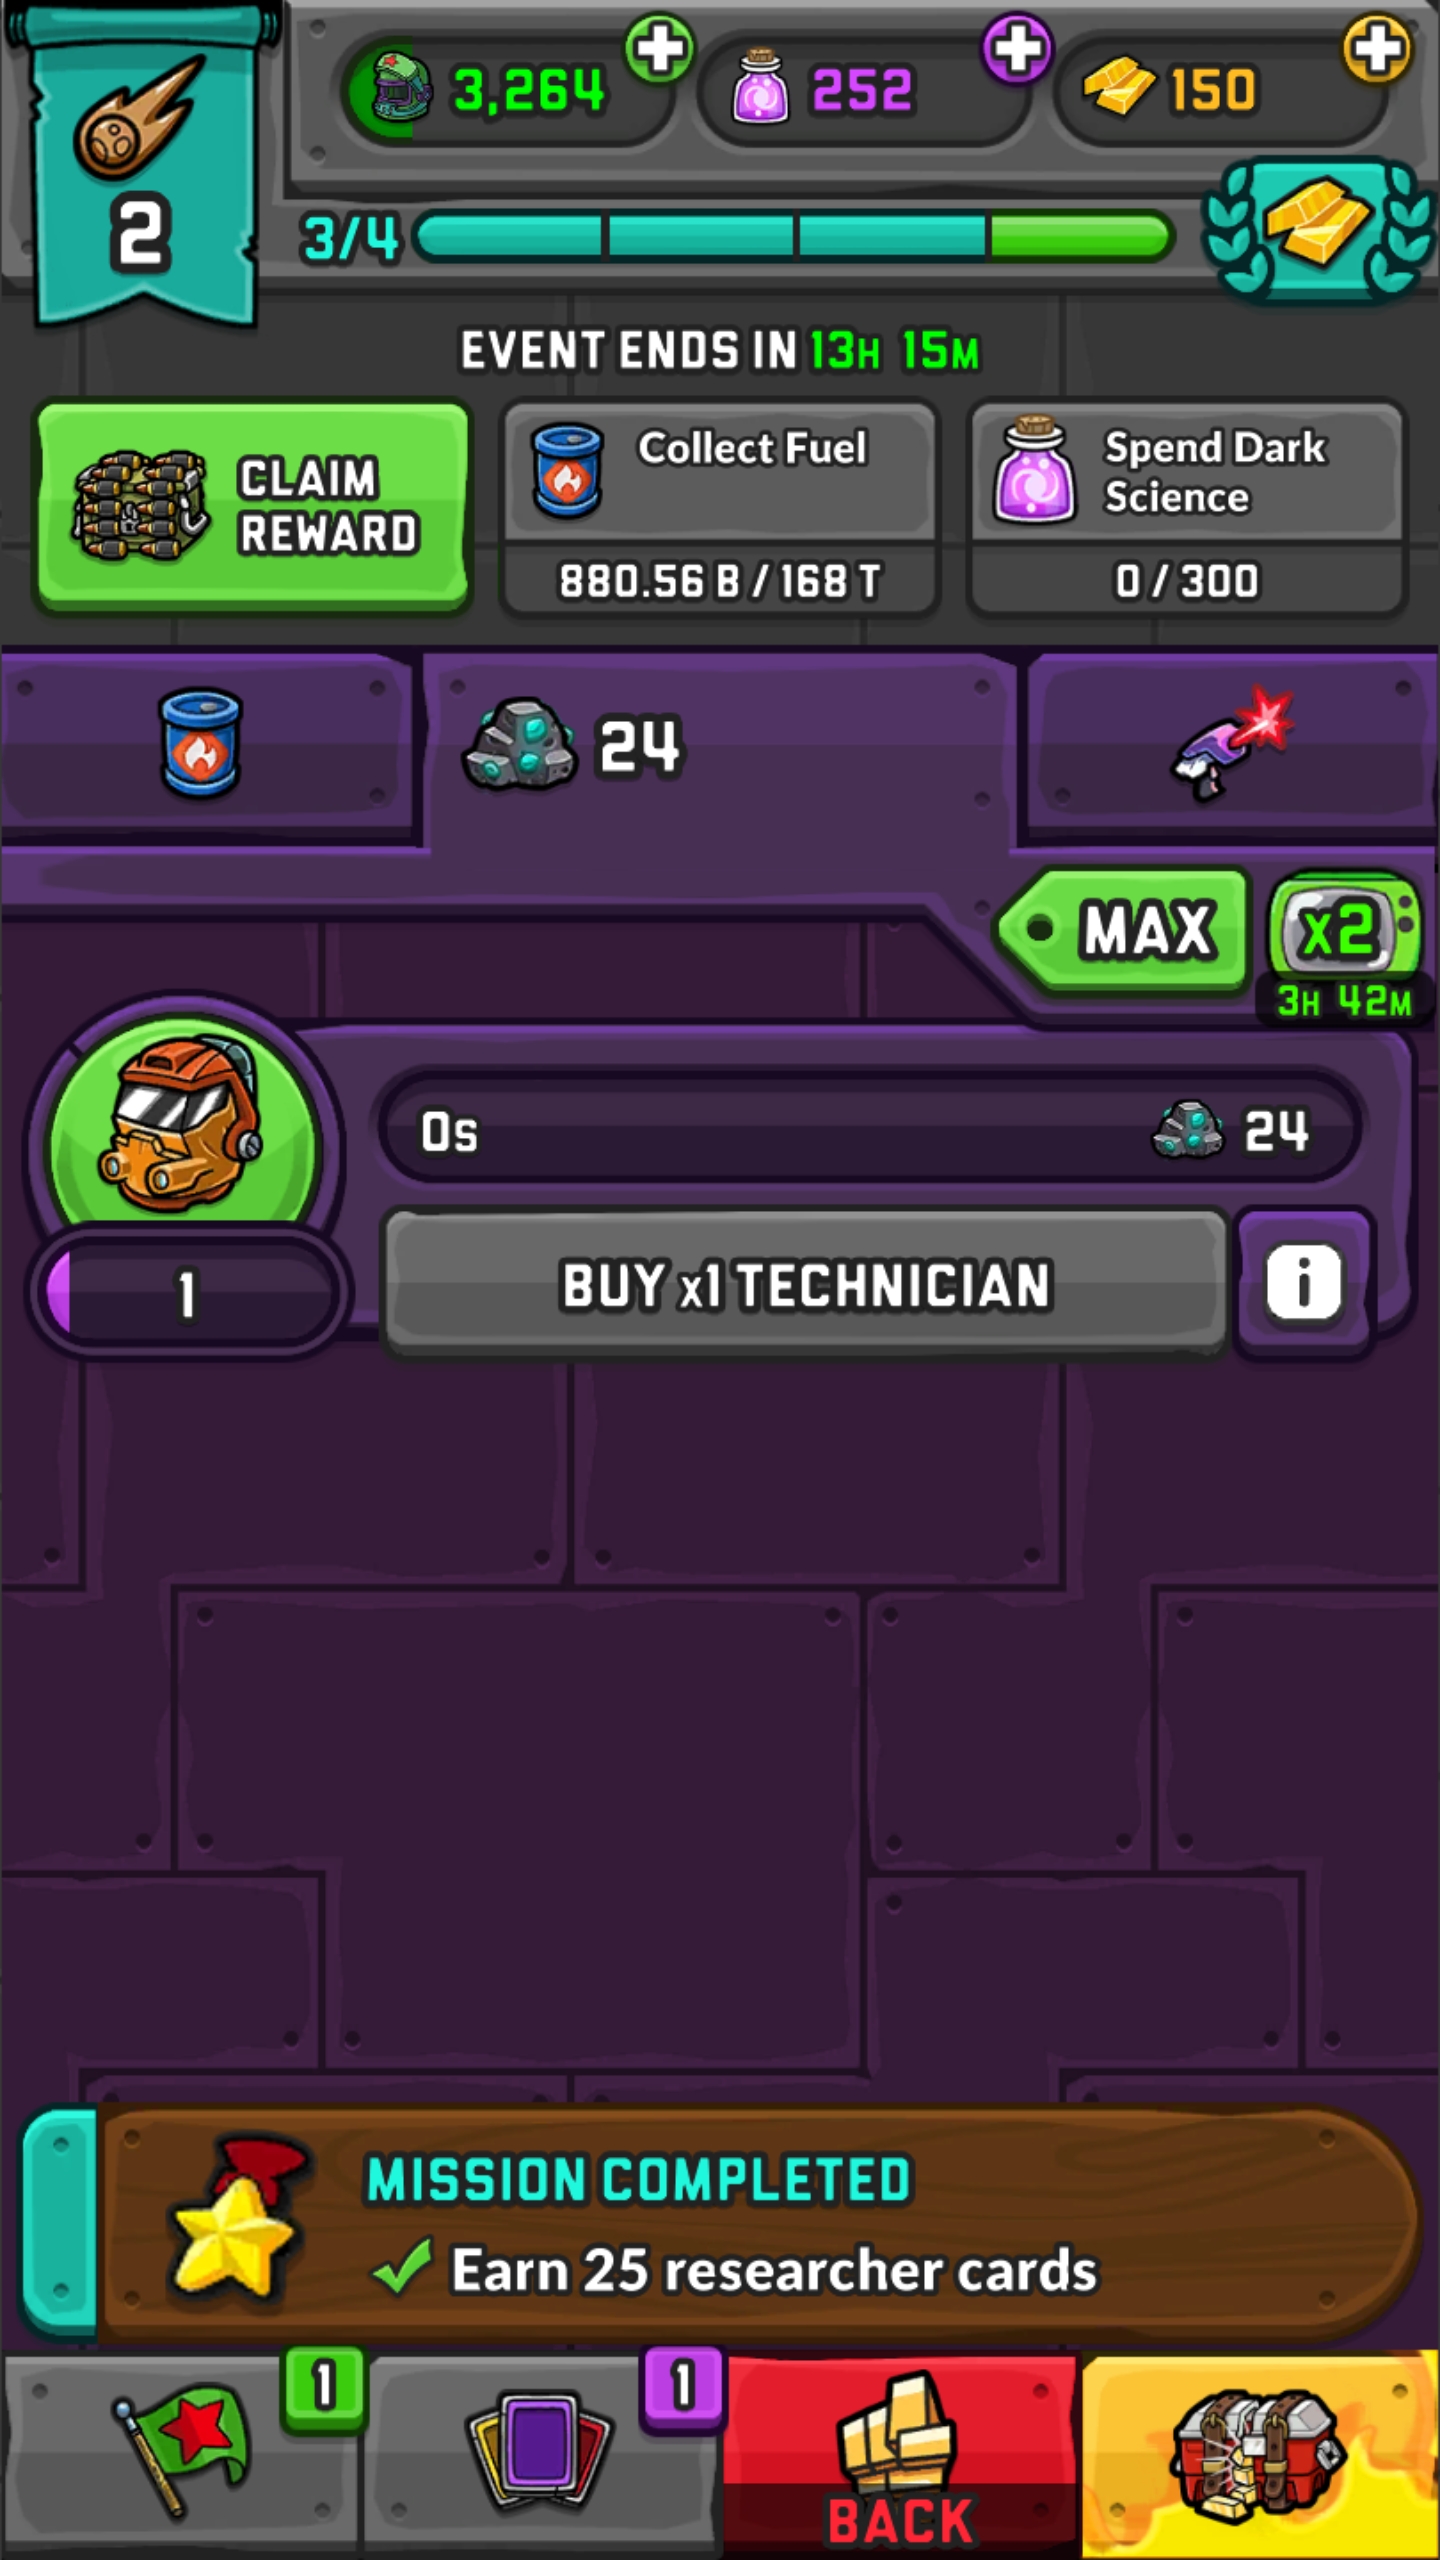 3,264
252
150
2
3/4
EVENT ENDS IN 13H 15M
CLAIM
REWARD
Collect Fuel
880.56 B / 168 T
Spend Dark
Science
0 / 300
24
MAX
x2
3H 42M
0s
24
1
BUY x1 TECHNICIAN
i
MISSION COMPLETED
Earn 25 researcher cards
1
1
BACK